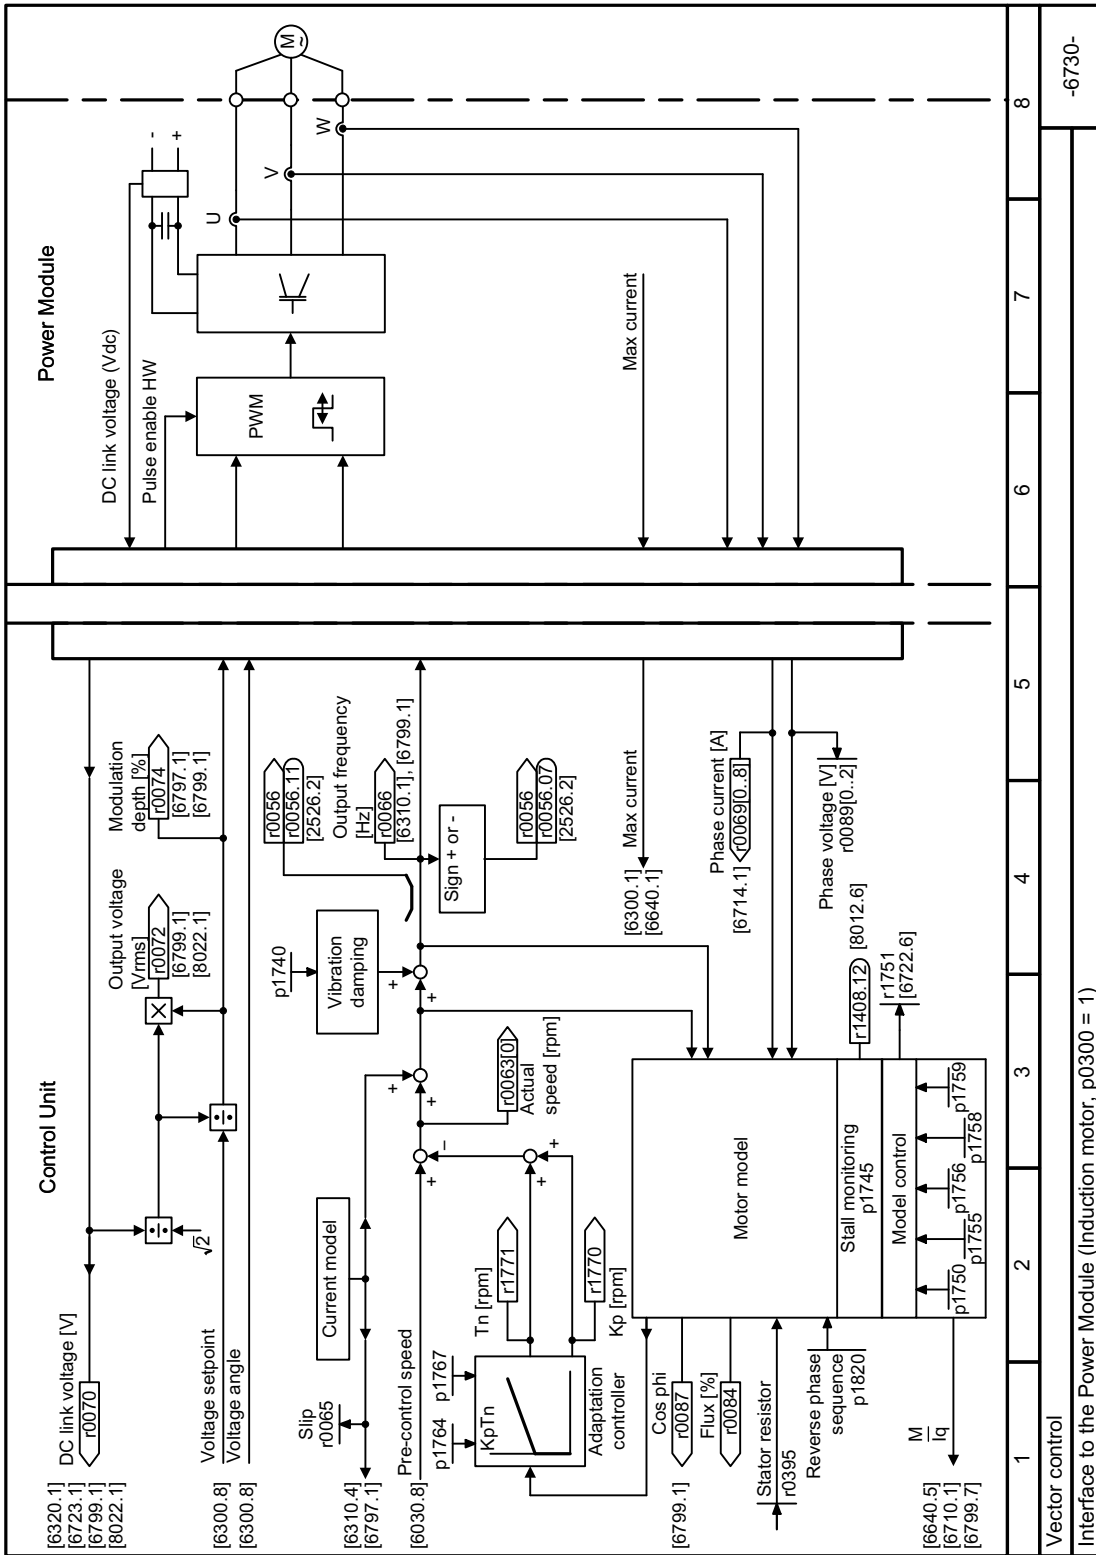 Control Unit
Power Module
[6320.1]
[6723.1]
[6799.1]
[8022.1]
DC link voltage [V]
r0070
√2
Output voltage
[Vrms]
r0072
[6799.1]
[8022.1]
Modulation
depth [%]
r0074
[6797.1]
[6799.1]
DC link voltage (Vdc)
Pulse enable HW
PWM
-
+
U
V
W
M
~
[6300.8]
Voltage setpoint
[6300.8]
Voltage angle
Slip
r0065
[6310.4]
[6797.1]
Current model
+
+
p1740
Vibration
damping
+
+
r0056
r0056.11
[2526.2]
Output frequency
[Hz]
r0066
[6310.1], [6799.1]
Sign + or -
r0056
r0056.07
[2526.2]
[6030.8]
Pre-control speed
+
–
r0063[0]
Actual
speed [rpm]
p1764
p1767
KpTn
Adaptation
controller
Tn [rpm]
r1771
+
+
r1770
Kp [rpm]
Max current
[6300.1]
[6640.1]
Max current
[6799.1]
Cos phi
r0087
Flux [%]
r0084
Stator resistor
r0395
Reverse phase
sequence
p1820
Motor model
Stall monitoring
p1745
Model control
p1750
p1755
p1756
p1758
p1759
r1408.12
[8012.6]
r1751
[6722.6]
Phase current [A]
[6714.1]
r0069[0..8]
Phase voltage [V]
r0089[0..2]
M
Iq
[6640.5]
[6710.1]
[6799.7]
1
2
3
4
5
6
7
8
Vector control
Interface to the Power Module (Induction motor, p0300 = 1)
-6730-